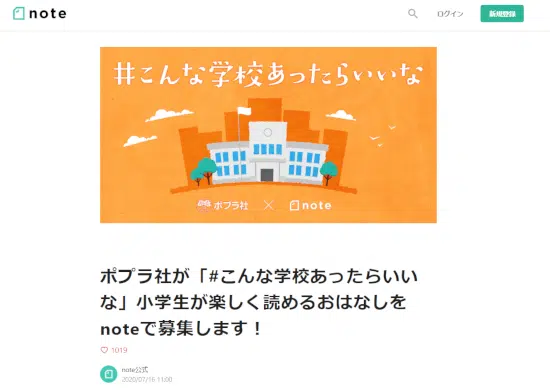 note
ログイン
新規登録
#こんな学校あったらいいな
ポプラ社 × note
ポプラ社が「#こんな学校あったらいい
な」小学生が楽しく読めるおはなしを
noteで募集します！
1019
note公式
2020/07/16 11:00